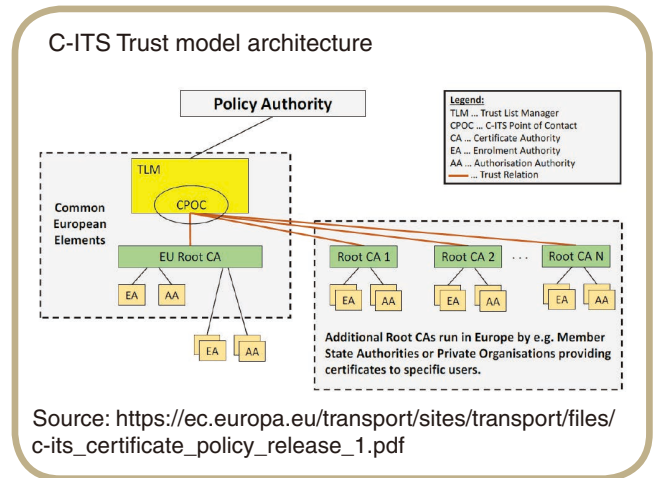 C-ITS Trust model architecture
Policy Authority
Legend:
TLM ... Trust List Manager
CPOC ... C-ITS Point of Contact
CA ... Certificate Authority
EA ... Enrolment Authority
AA ... Authorisation Authority
... Trust Relation
TLM
CPOC
Common
European
Elements
EU Root CA
Root CA 1
Root CA 2
. . .
Root CA N
EA
AA
EA
AA
EA
AA
EA
AA
EA
AA
Additional Root CAs run in Europe by e.g. Member
State Authorities or Private Organisations providing
certificates to specific users.
Source: https://ec.europa.eu/transport/sites/transport/files/
c-its_certificate_policy_release_1.pdf